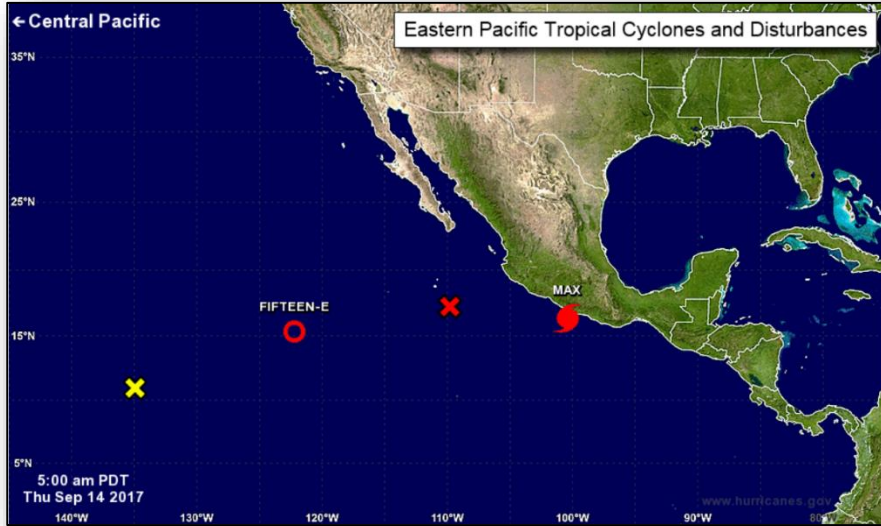 ← Central Pacific
Eastern Pacific Tropical Cyclones and Disturbances
35°N
25°N
MAX
FIFTEEN-E
15°N
5°N
5:00 am PDT
Thu Sep 14 2017
www.hurricanes.gov
140°W 130°W 120°W 110°W 100°W 90°W 80°W